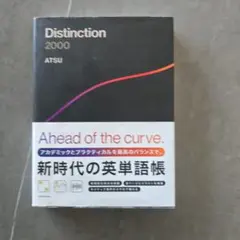 Distinction
2000
ATSU
Ahead of the curve.
アカデミックとプラクティカルを最高のバランスで。
新時代の英単語帳